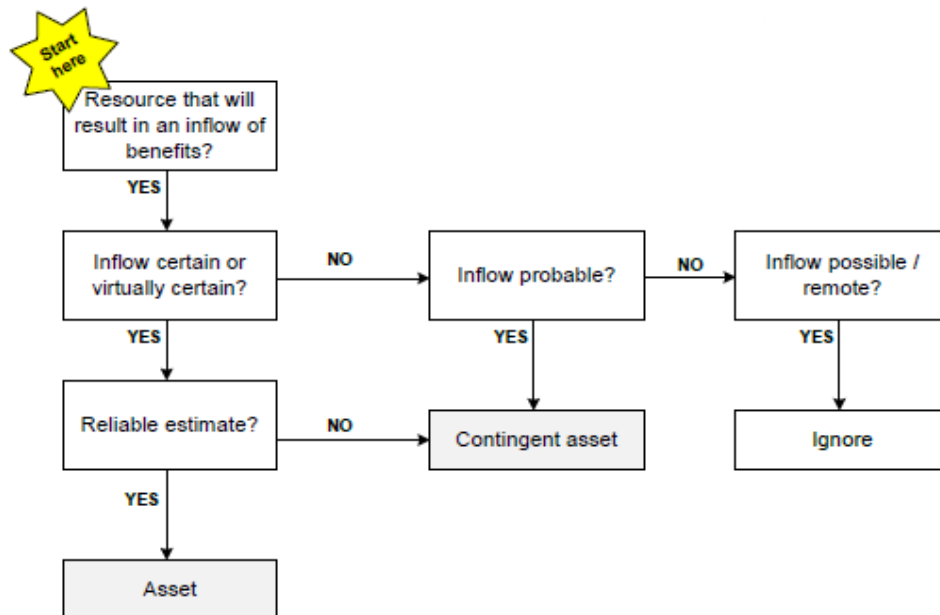 Start
here
Resource that will
result in an inflow of
benefits?
YES
Inflow certain or
virtually certain?
NO
Inflow probable?
NO
Inflow possible /
remote?
YES
YES
YES
Reliable estimate?
NO
Contingent asset
Ignore
YES
Asset